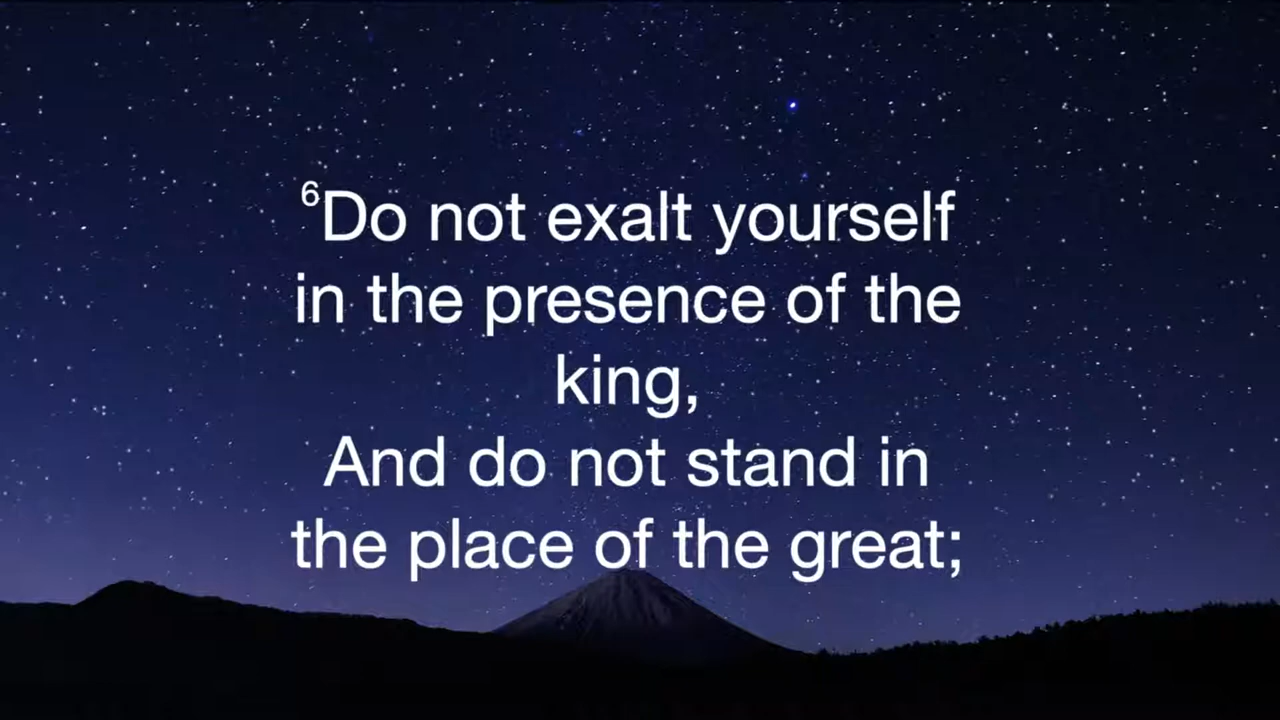 ⁶Do not exalt yourself
in the presence of the
king,
And do not stand in
the place of the great;